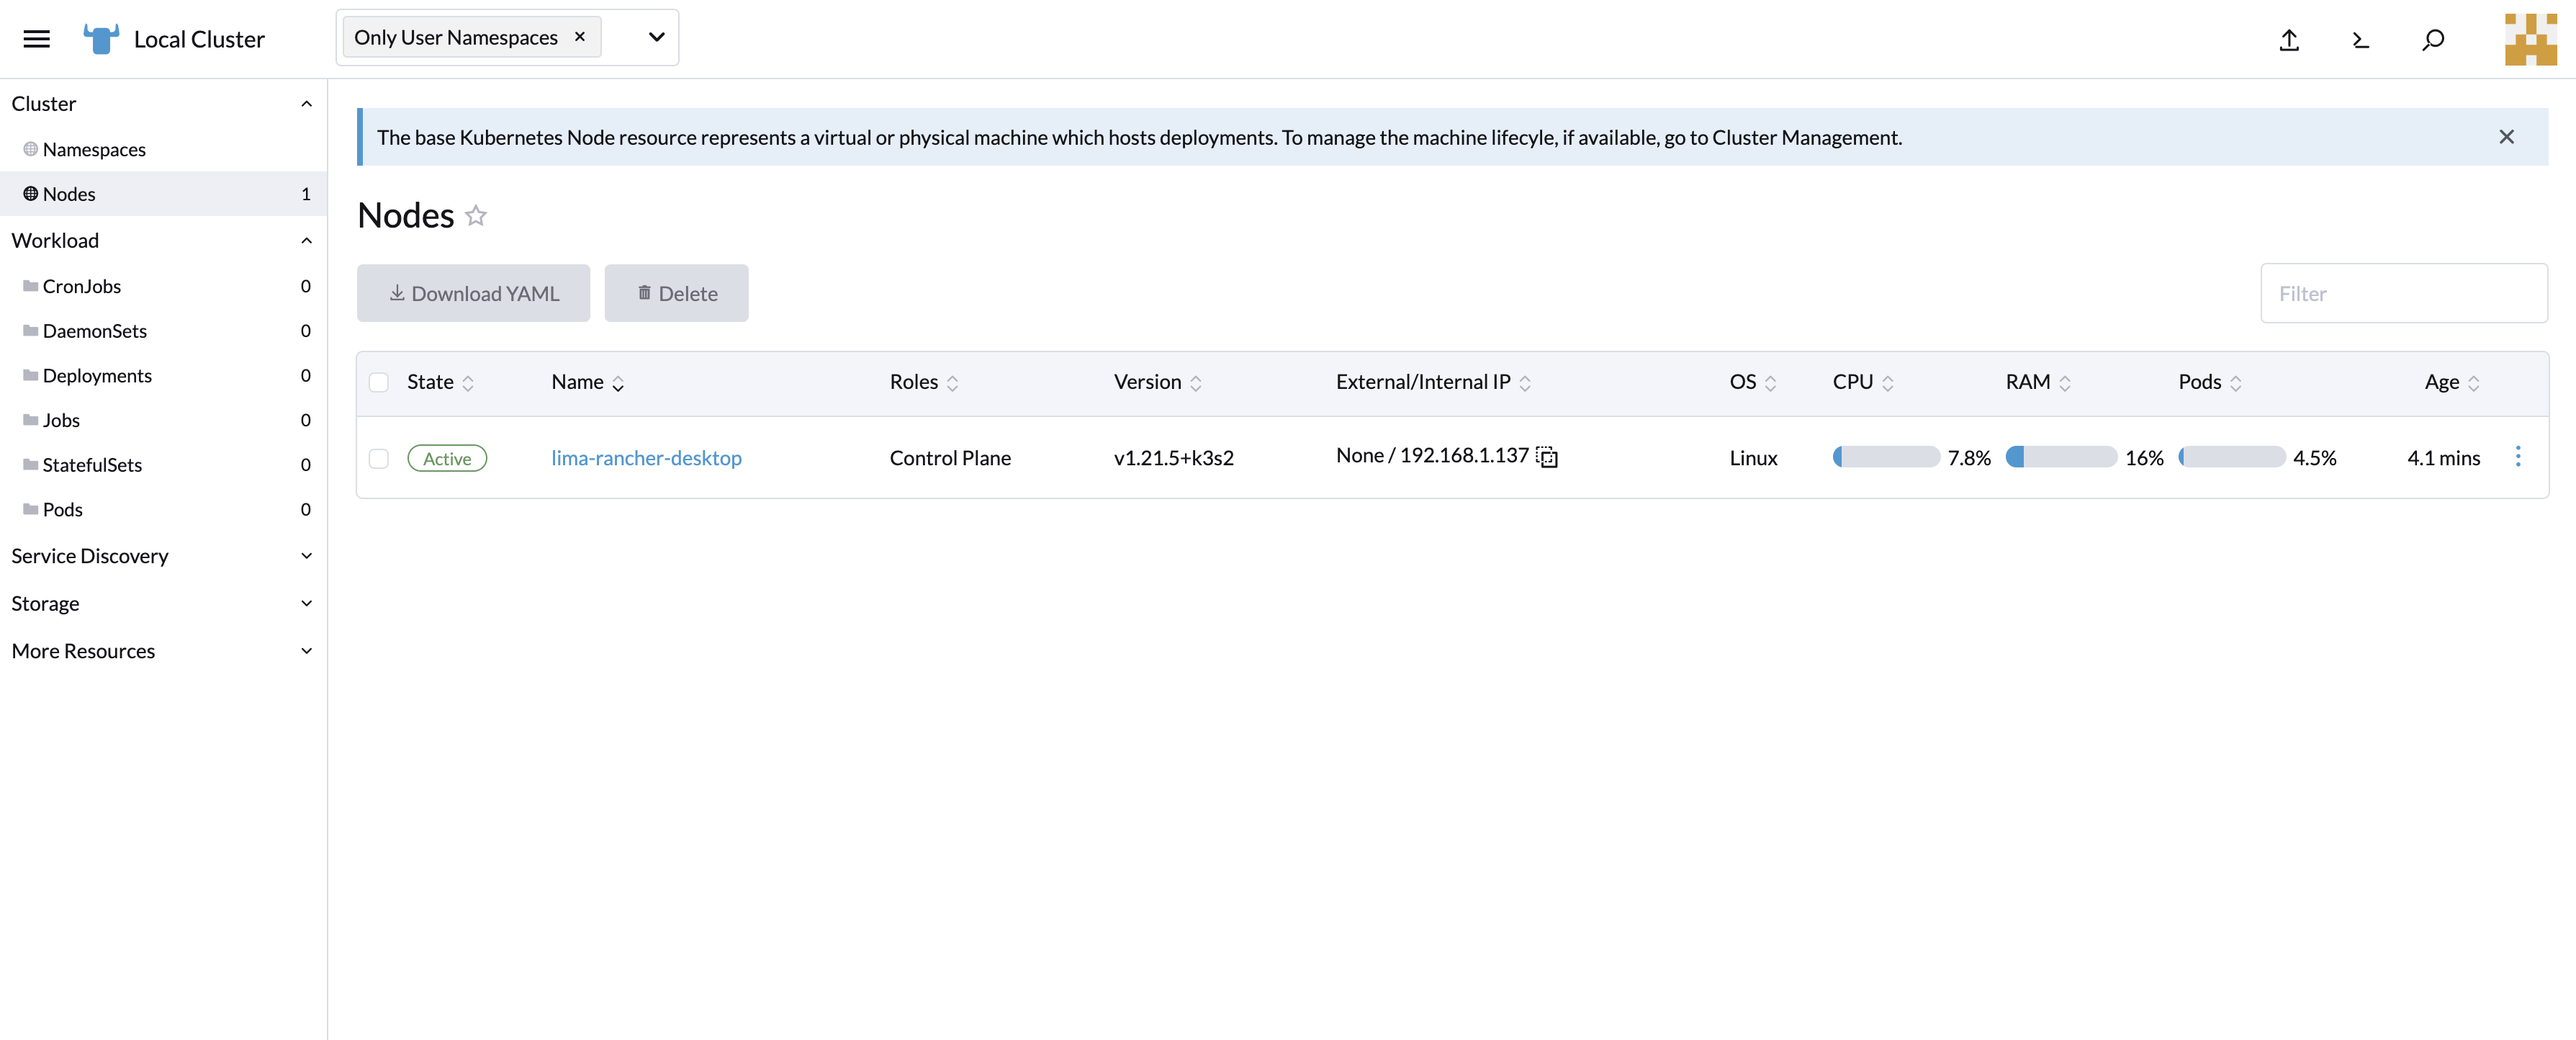 Local Cluster
Only User Namespaces ×
Cluster
Namespaces
Nodes 1
Workload
CronJobs 0
DaemonSets 0
Deployments 0
Jobs 0
StatefulSets 0
Pods 0
Service Discovery
Storage
More Resources
The base Kubernetes Node resource represents a virtual or physical machine which hosts deployments. To manage the machine lifecyle, if available, go to Cluster Management.
Nodes
Download YAML Delete Filter
State Name Roles Version External/Internal IP OS CPU RAM Pods Age
Active lima-rancher-desktop Control Plane v1.21.5+k3s2 None / 192.168.1.137 Linux 7.8% 16% 4.5% 4.1 mins